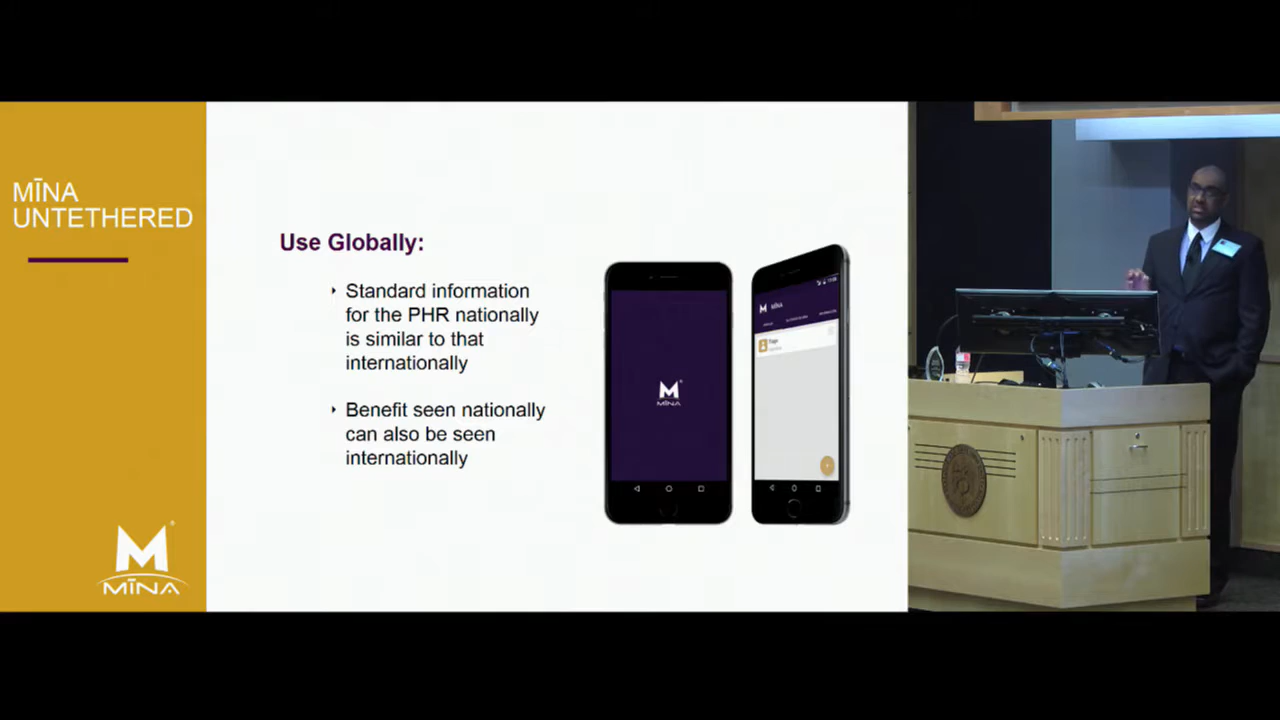 MĪNA
UNTETHERED
Use Globally:
Standard information
for the PHR nationally
is similar to that
internationally
Benefit seen nationally
can also be seen
internationally
M
MĪNA
M MĪNA
M
MĪNA